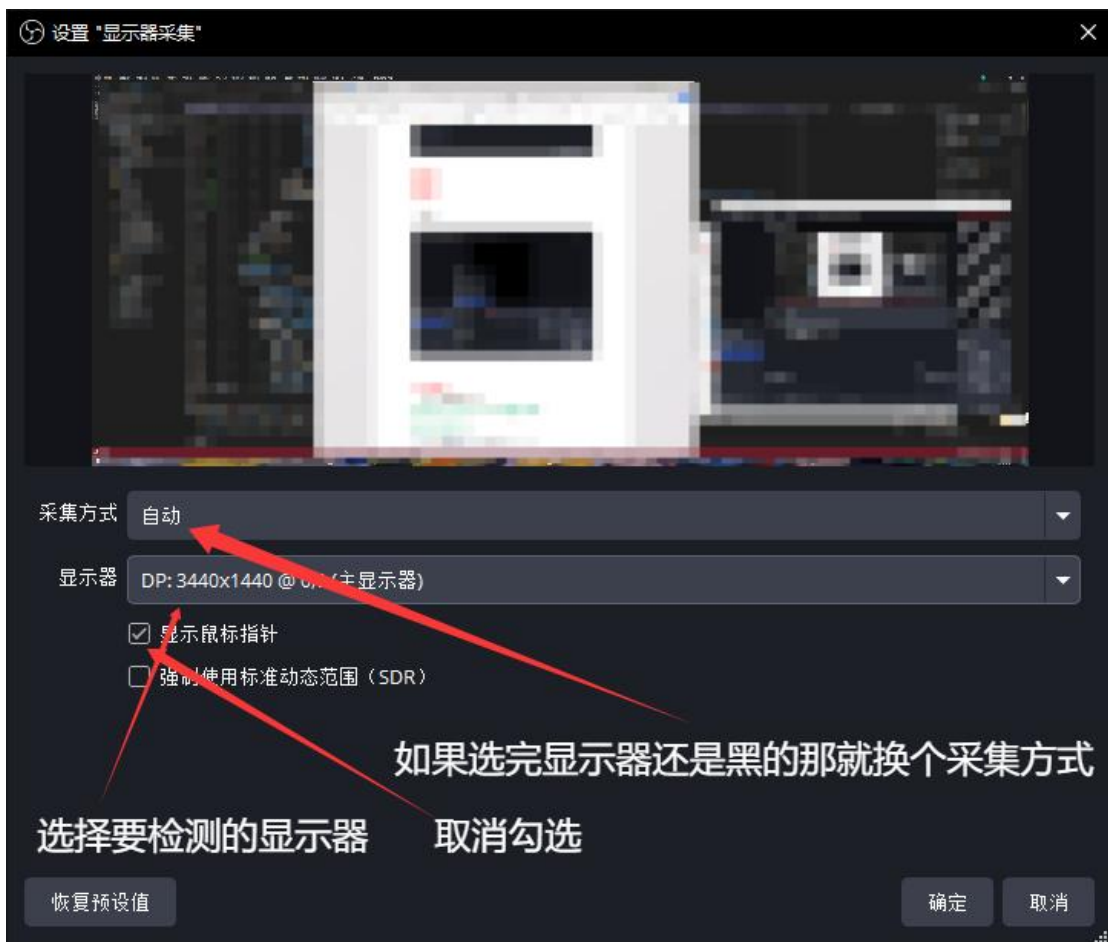 设置 "显示器采集"
采集方式
自动
显示器
DP: 3440x1440 @ 0,0 (主显示器)
显示鼠标指针
强制使用标准动态范围（SDR）
如果选完显示器还是黑的那就换个采集方式
选择要检测的显示器
取消勾选
恢复预设值
确定
取消